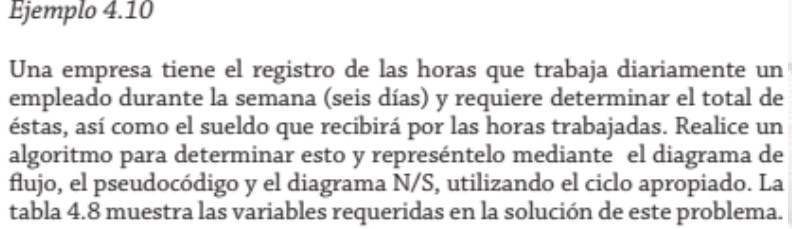 Ejemplo 4.10
Una empresa tiene el registro de las horas que trabaja diariamente un
empleado durante la semana (seis días) y requiere determinar el total de
éstas, así como el sueldo que recibirá por las horas trabajadas. Realice un
algoritmo para determinar esto y represéntelo mediante el diagrama de
flujo, el pseudocódigo y el diagrama N/S, utilizando el ciclo apropiado. La
tabla 4.8 muestra las variables requeridas en la solución de este problema.